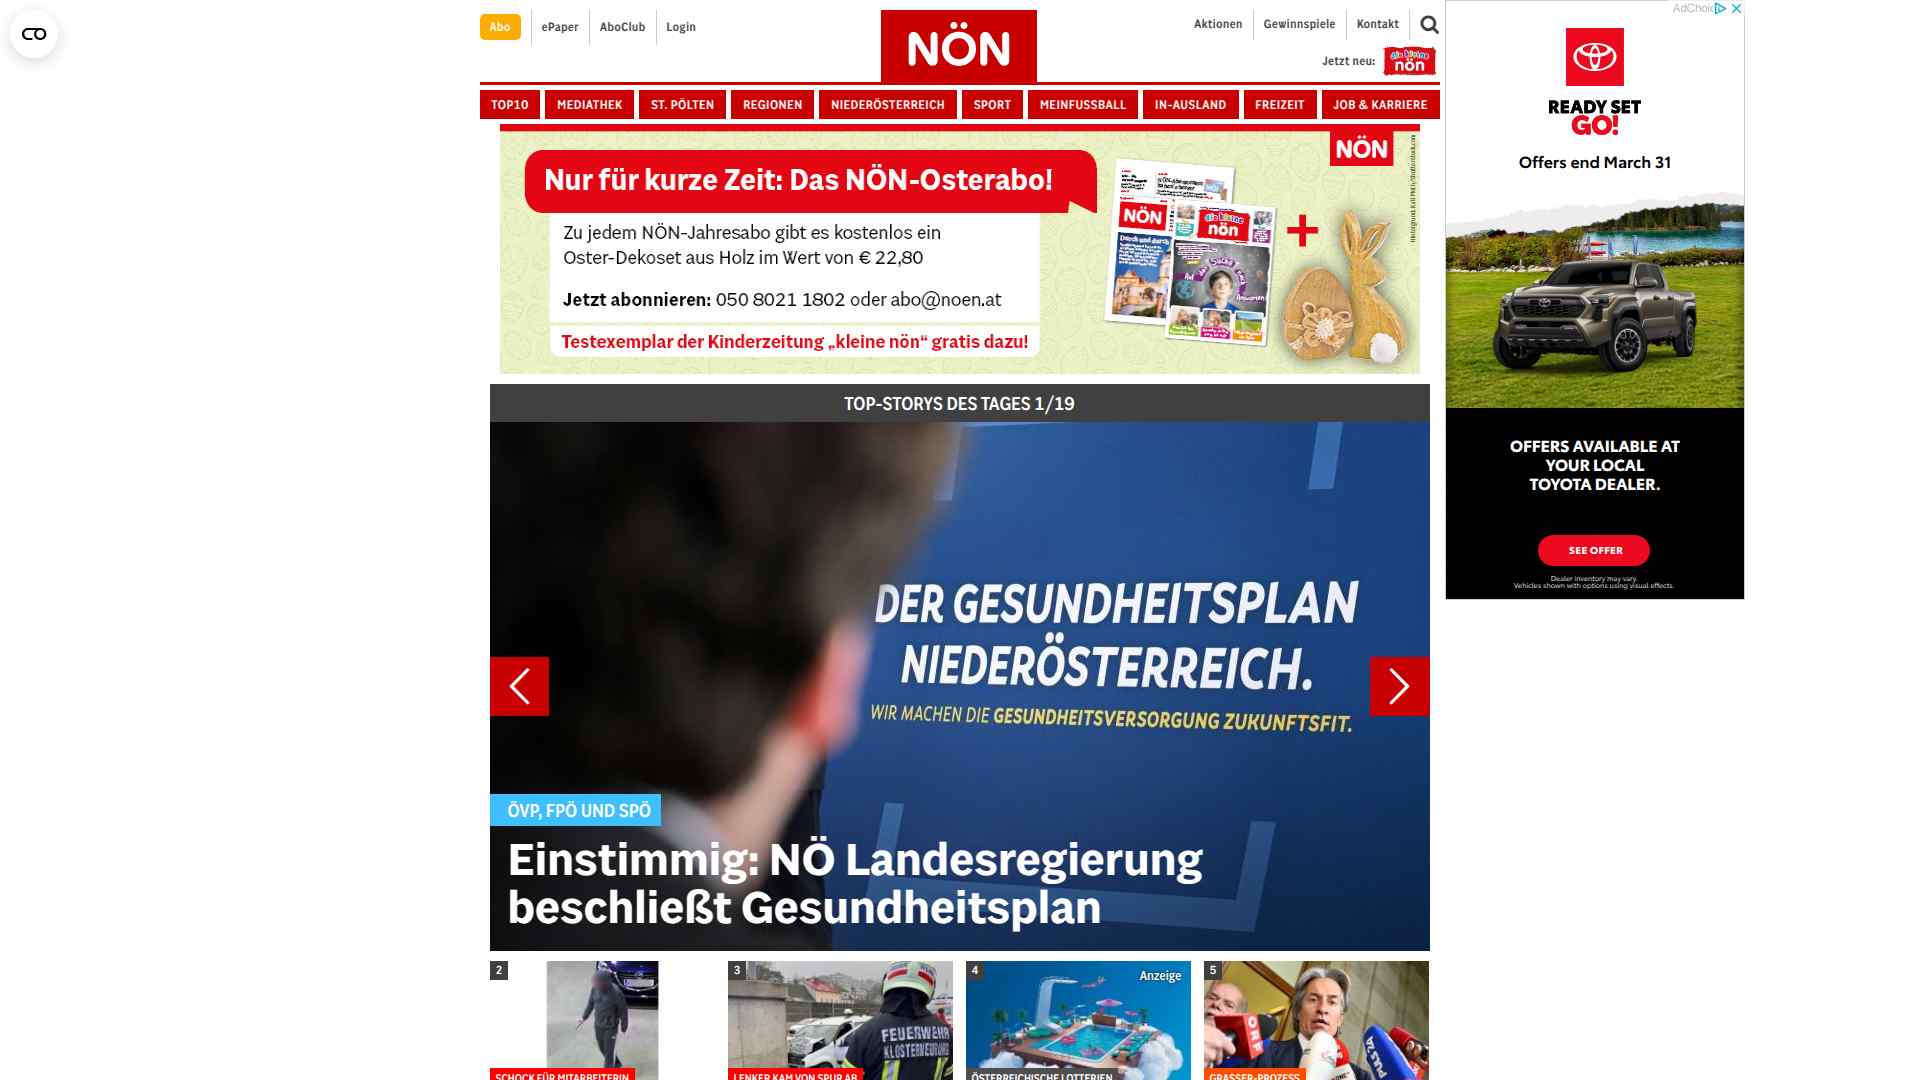 Abo
ePaper
AboClub
Login
NÖN
Aktionen
Gewinnspiele
Kontakt
Jetzt neu:
die kleine
nön
TOP10
MEDIATHEK
ST. PÖLTEN
REGIONEN
NIEDERÖSTERREICH
SPORT
MEINFUSSBALL
IN-AUSLAND
FREIZEIT
JOB & KARRIERE
Nur für kurze Zeit: Das NÖN-Osterabo!
Zu jedem NÖN-Jahresabo gibt es kostenlos ein
Oster-Dekoset aus Holz im Wert von € 22,80
Jetzt abonnieren: 050 8021 1802 oder abo@noen.at
Testexemplar der Kinderzeitung „kleine nön“ gratis dazu!
NÖN
NÖN
die kleine
nön
Durch und durch
+
TOP-STORYS DES TAGES 1/19
DER GESUNDHEITSPLAN
NIEDERÖSTERREICH.
WIR MACHEN DIE GESUNDHEITSVERSORGUNG ZUKUNFTSFIT.
ÖVP, FPÖ UND SPÖ
Einstimmig: NÖ Landesregierung
beschließt Gesundheitsplan
2
SCHOCK FÜR MITARBEITERIN
3
FEUERWEHR
KLOSTERNEUBURG
LENKER KAM VON SPUR AB
4
Anzeige
ÖSTERREICHISCHE LOTTERIEN
5
ORF
PULS 24
GRASSER-PROZESS
READY SET
GO!
Offers end March 31
OFFERS AVAILABLE AT
YOUR LOCAL
TOYOTA DEALER.
SEE OFFER
Dealer inventory may vary.
Vehicles shown with options using visual effects.